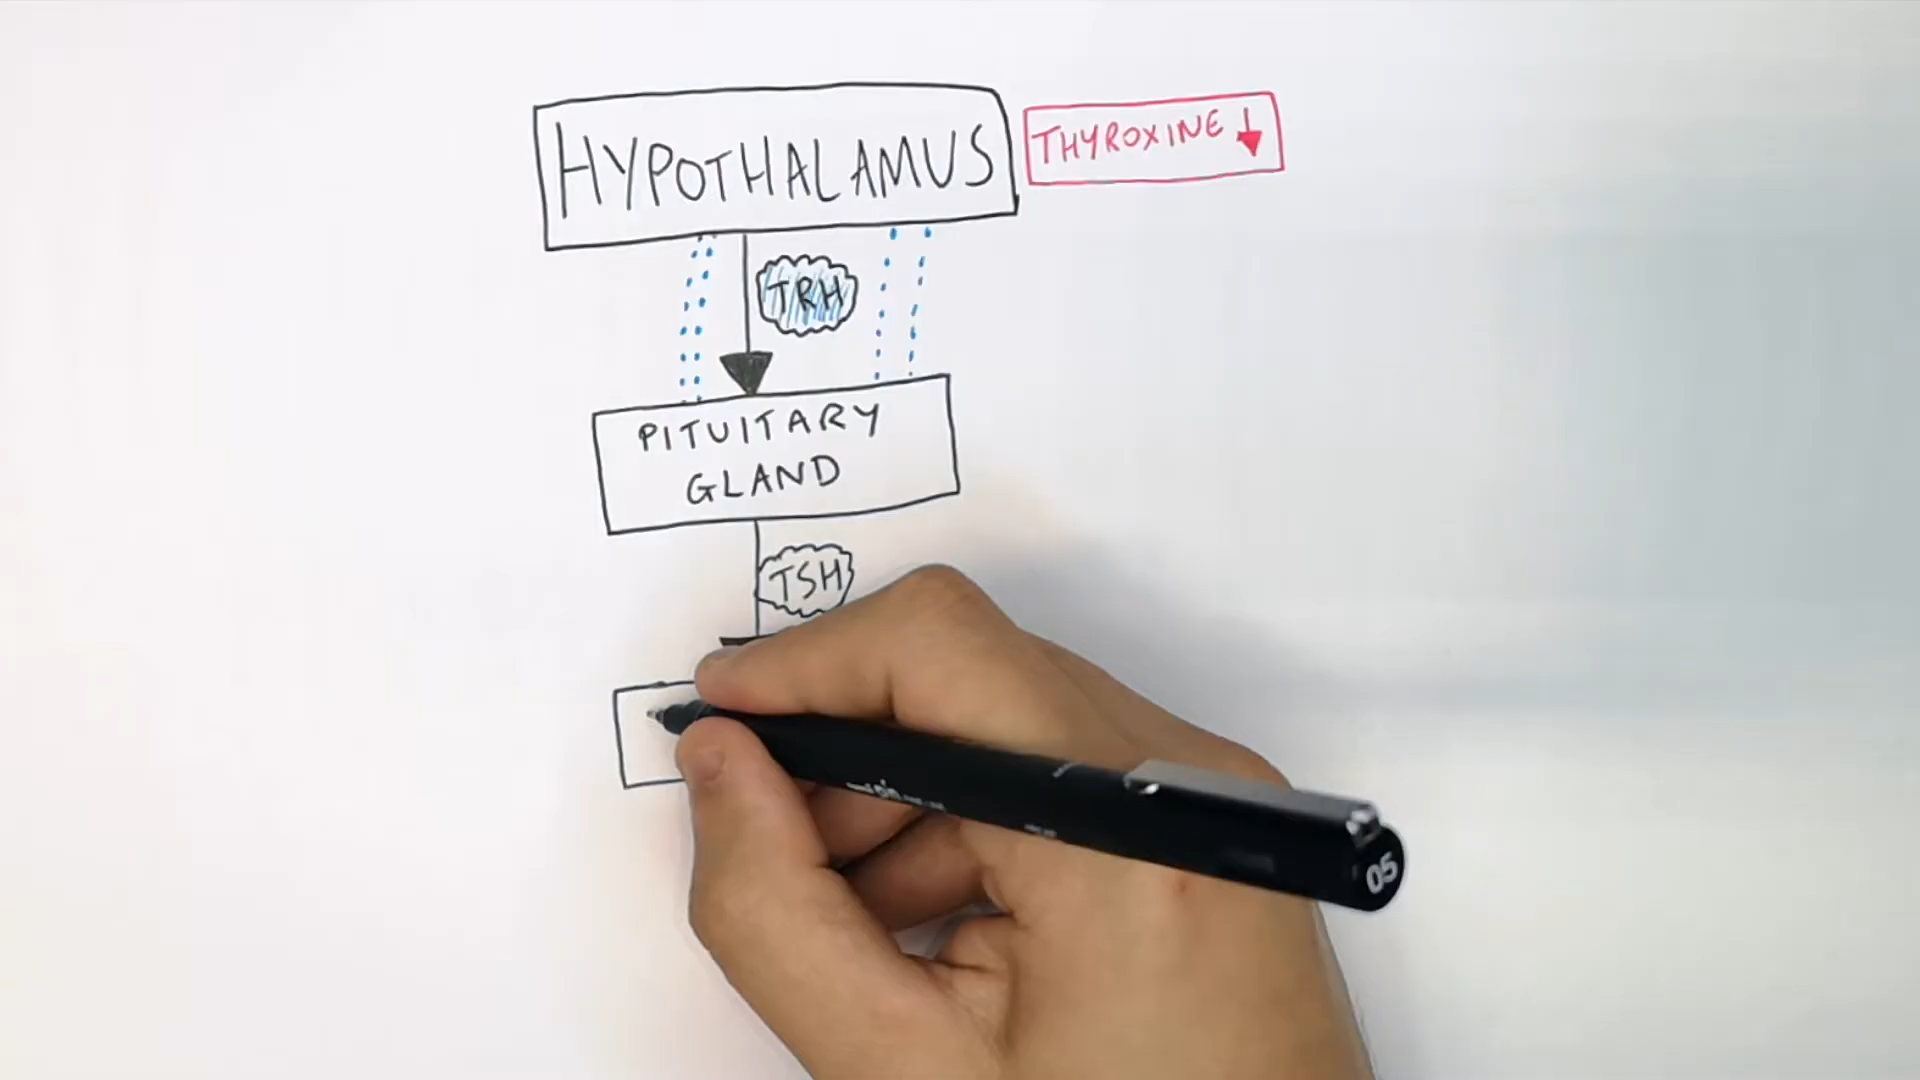 HYPOTHALAMUS
THYROXINE
TRH
PITUITARY
GLAND
TSH
05